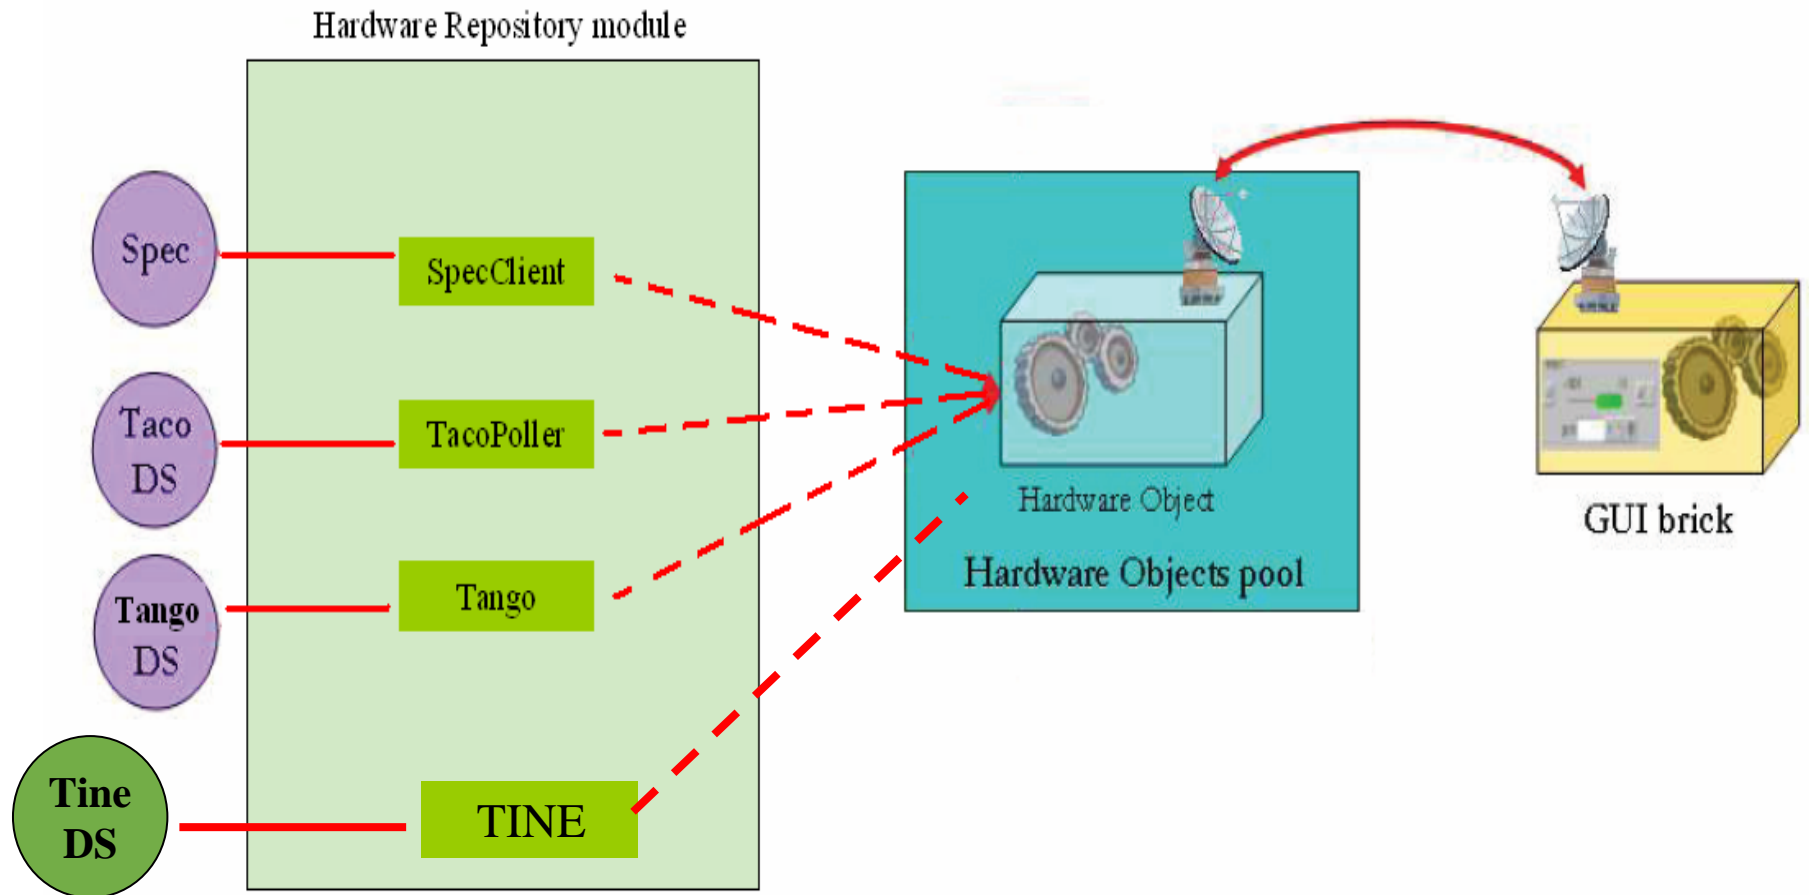 Hardware Repository module
Spec
SpecClient
Taco
DS
TacoPoller
Tango
DS
Tango
Tine
DS
TINE
Hardware Object
Hardware Objects pool
GUI brick